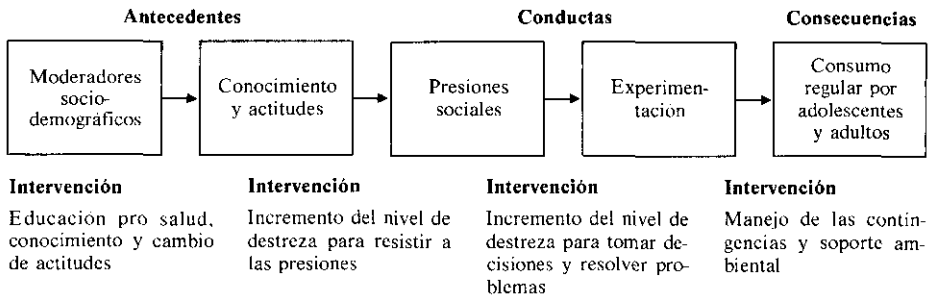 Antecedentes
Conductas
Consecuencias
Moderadores
socio-
demográficos
Conocimiento
y actitudes
Presiones
sociales
Experimen-
tación
Consumo
regular por
adolescentes
y adultos
Intervención
Educación pro salud,
conocimiento y cambio
de actitudes
Intervención
Incremento del nivel de
destreza para resistir a
las presiones
Intervención
Incremento del nivel de
destreza para tomar de-
cisiones y resolver pro-
blemas
Intervención
Manejo de las contin-
gencias y soporte am-
biental